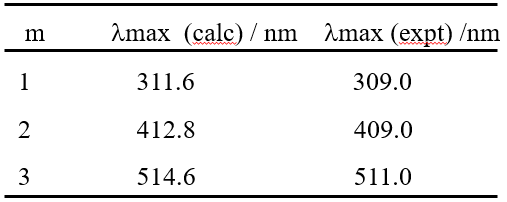 m λmax (calc) / nm λmax (expt) /nm
1 311.6 309.0
2 412.8 409.0
3 514.6 511.0